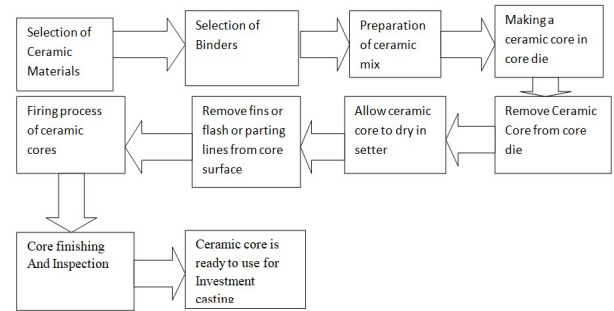 Selection of
Ceramic
Materials
Selection of
Binders
Preparation
of ceramic
mix
Making a
ceramic core in
core die
Remove Ceramic
Core from core
die
Allow ceramic
core to dry in
setter
Remove fins or
flash or parting
lines from core
surface
Firing process
of ceramic
cores
Core finishing
And Inspection
Ceramic core is
ready to use for
Investment
casting